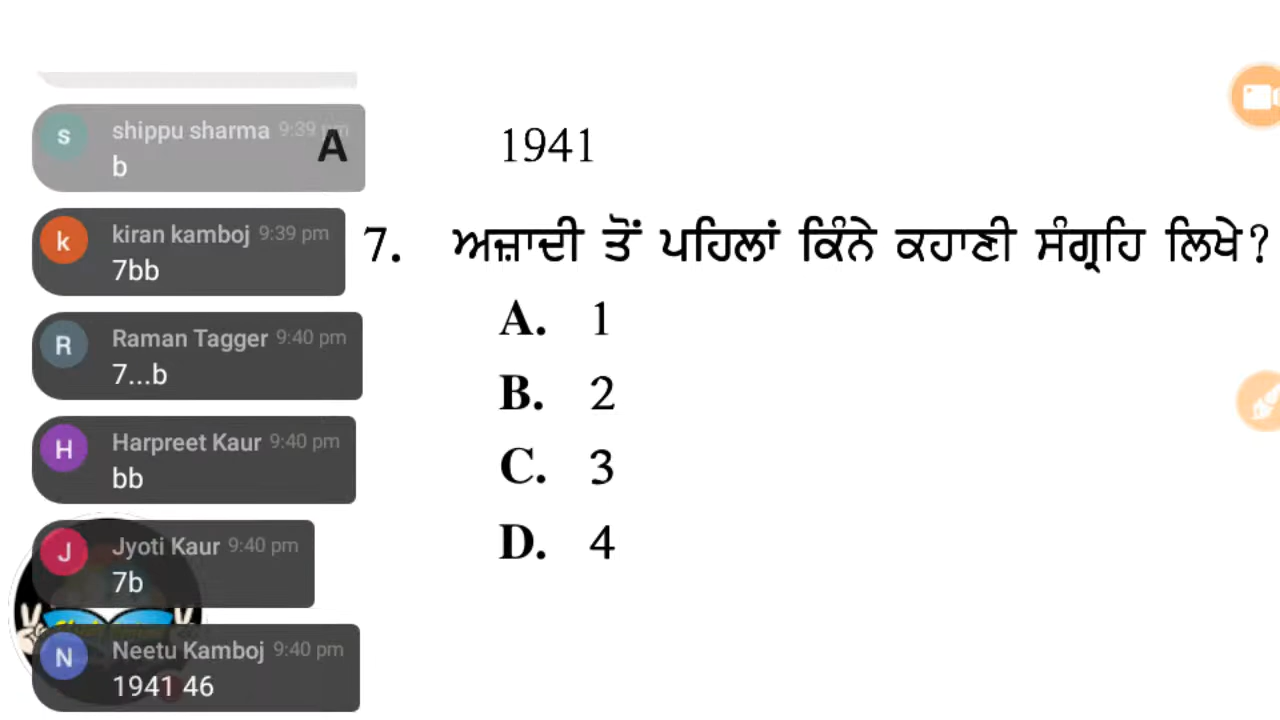 shippu sharma 9:39 pm
b
A
kiran kamboj 9:39 pm
7bb
Raman Tagger 9:40 pm
7...b
Harpreet Kaur 9:40 pm
bb
Jyoti Kaur 9:40 pm
7b
Neetu Kamboj 9:40 pm
1941 46
1941
7. ਅਜ਼ਾਦੀ ਤੋਂ ਪਹਿਲਾਂ ਕਿੰਨੇ ਕਹਾਣੀ ਸੰਗ੍ਰਹਿ ਲਿਖੇ?
A. 1
B. 2
C. 3
D. 4